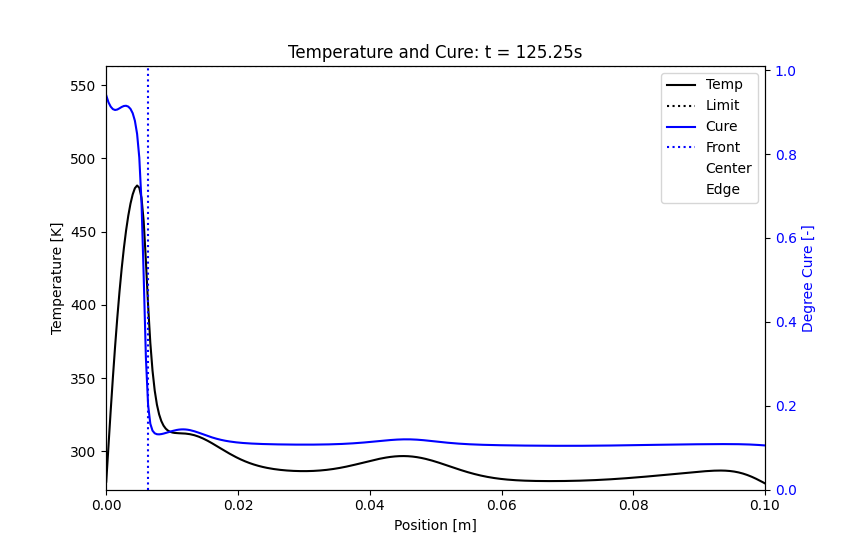 Temperature and Cure: t = 125.25s
Temperature [K]
550
500
450
400
350
300
Temp
Limit
Cure
Front
Center
Edge
1.0
0.8
0.6
0.4
0.2
0.0
Degree Cure [-]
0.00
0.02
0.04
0.06
0.08
0.10
Position [m]